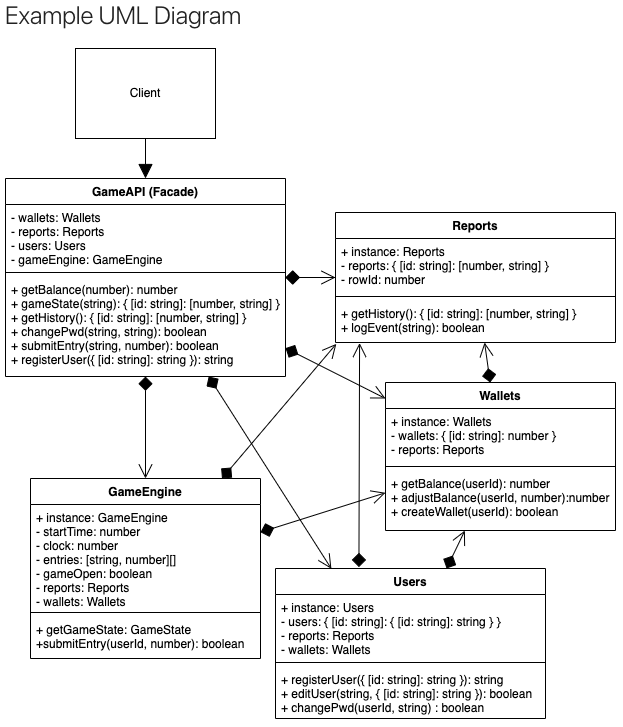 Example UML Diagram
Client
GameAPI (Facade)
- wallets: Wallets
- reports: Reports
- users: Users
- gameEngine: GameEngine
+ getBalance(number): number
+ gameState(string): { [id: string]: [number, string] }
+ getHistory(): { [id: string]: [number, string] }
+ changePwd(string, string): boolean
+ submitEntry(string, number): boolean
+ registerUser({ [id: string]: string }): string
Reports
+ instance: Reports
- reports: { [id: string]: [number, string] }
- rowId: number
+ getHistory(): { [id: string]: [number, string] }
+ logEvent(string): boolean
Wallets
+ instance: Wallets
- wallets: { [id: string]: number }
- reports: Reports
+ getBalance(userId): number
+ adjustBalance(userId, number):number
+ createWallet(userId): boolean
GameEngine
+ instance: GameEngine
- startTime: number
- clock: number
- entries: [string, number][]
- gameOpen: boolean
- reports: Reports
- wallets: Wallets
+ getGameState: GameState
+submitEntry(userId, number): boolean
Users
+ instance: Users
- users: { [id: string]: { [id: string]: string } }
- reports: Reports
- wallets: Wallets
+ registerUser({ [id: string]: string }): string
+ editUser(string, { [id: string]: string }): boolean
+ changePwd(userId, string) : boolean